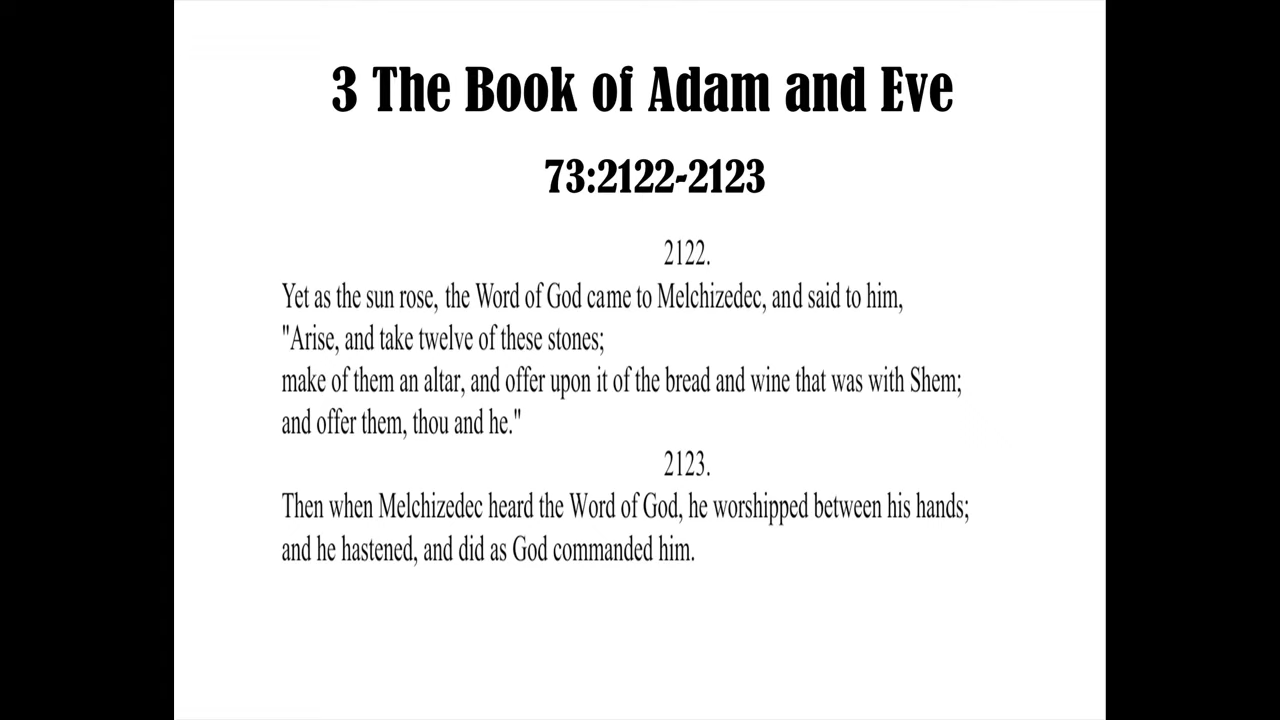 3 The Book of Adam and Eve
73:2122-2123
2122.
Yet as the sun rose, the Word of God came to Melchizedec, and said to him,
"Arise, and take twelve of these stones;
make of them an altar, and offer upon it of the bread and wine that was with Shem;
and offer them, thou and he."
2123.
Then when Melchizedec heard the Word of God, he worshipped between his hands;
and he hastened, and did as God commanded him.